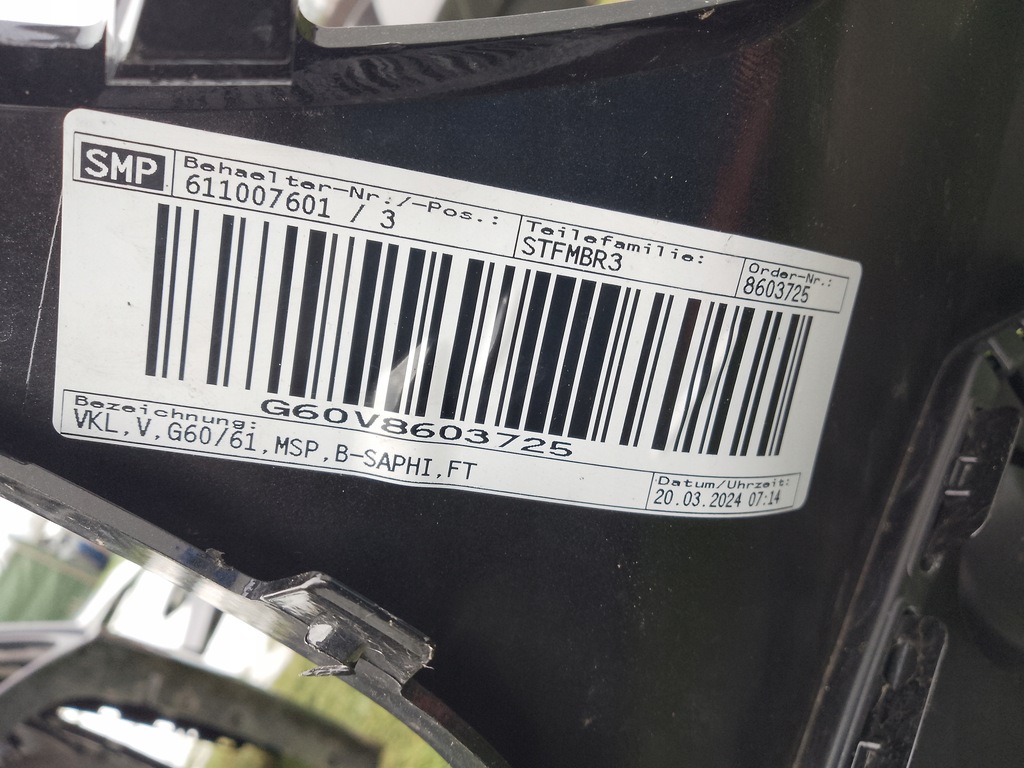 SMP
Behaelter-Nr:/-Pos.:
611007601 / 3
Teilefamilie:
STFMBR3
Order-Nr.:
8603725
G60V8603725
Bezeichnung:
VKL,V,G60/61,MSP,B-SAPHI,FT
Datum/Uhrzeit:
20.03.2024 07:14